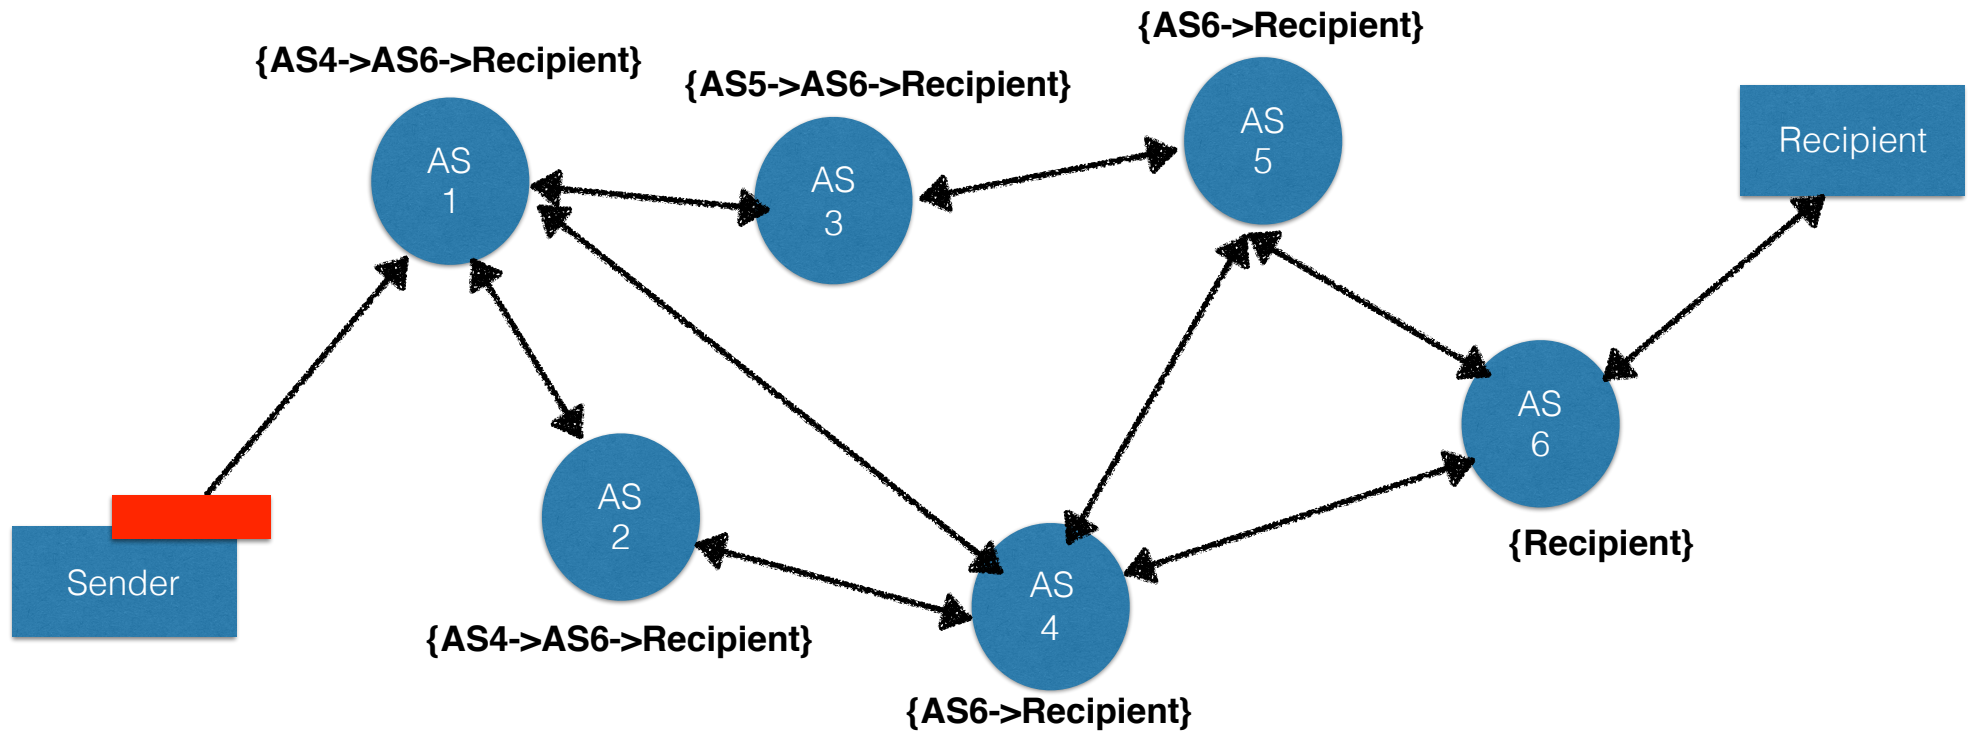 {AS6->Recipient}
{AS4->AS6->Recipient}
{AS5->AS6->Recipient}
AS
1
AS
3
AS
5
Recipient
AS
6
AS
2
Sender
{Recipient}
AS
4
{AS4->AS6->Recipient}
{AS6->Recipient}